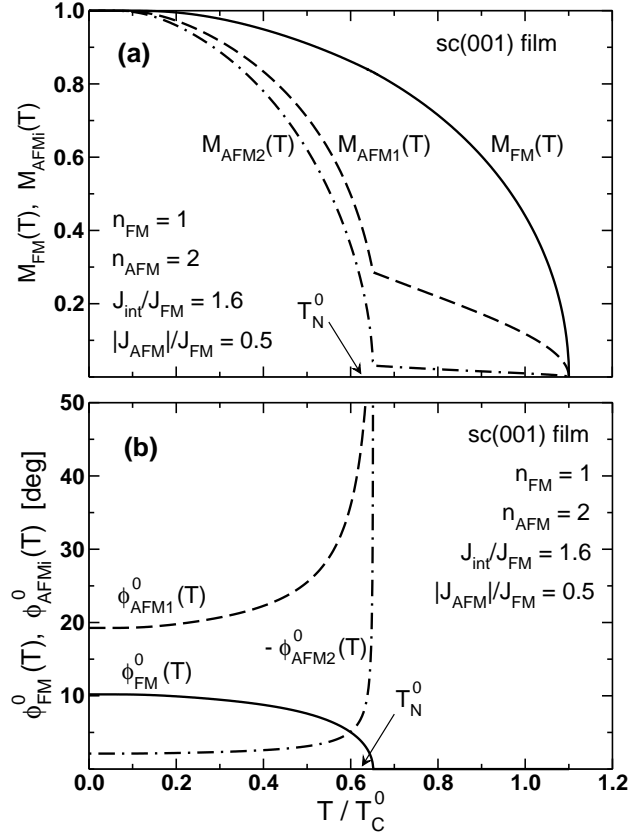 1.0
0.8
0.6
0.4
0.2
M_FM(T), M_AFMi(T)
(a)
sc(001) film
M_AFM2(T)
M_AFM1(T)
M_FM(T)
n_FM = 1
n_AFM = 2
J_int/J_FM = 1.6
|J_AFM|/J_FM = 0.5
T_N^0
50
40
30
20
10
ϕ_FM^0(T), ϕ_AFMi^0(T) [deg]
(b)
sc(001) film
n_FM = 1
n_AFM = 2
J_int/J_FM = 1.6
|J_AFM|/J_FM = 0.5
ϕ_AFM1^0(T)
- ϕ_AFM2^0(T)
ϕ_FM^0(T)
T_N^0
0.0 0.2 0.4 0.6 0.8 1.0 1.2
T / T_C^0